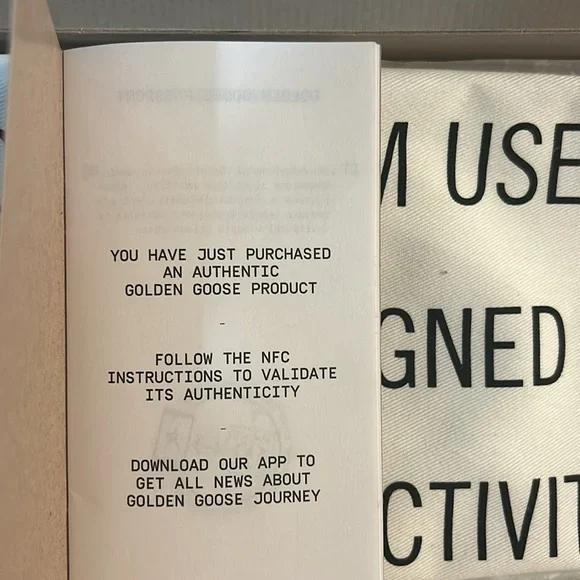 YOU HAVE JUST PURCHASED
AN AUTHENTIC
GOLDEN GOOSE PRODUCT
-
FOLLOW THE NFC
INSTRUCTIONS TO VALIDATE
ITS AUTHENTICITY
-
DOWNLOAD OUR APP TO
GET ALL NEWS ABOUT
GOLDEN GOOSE JOURNEY
M USE
GNED
CTIVIT